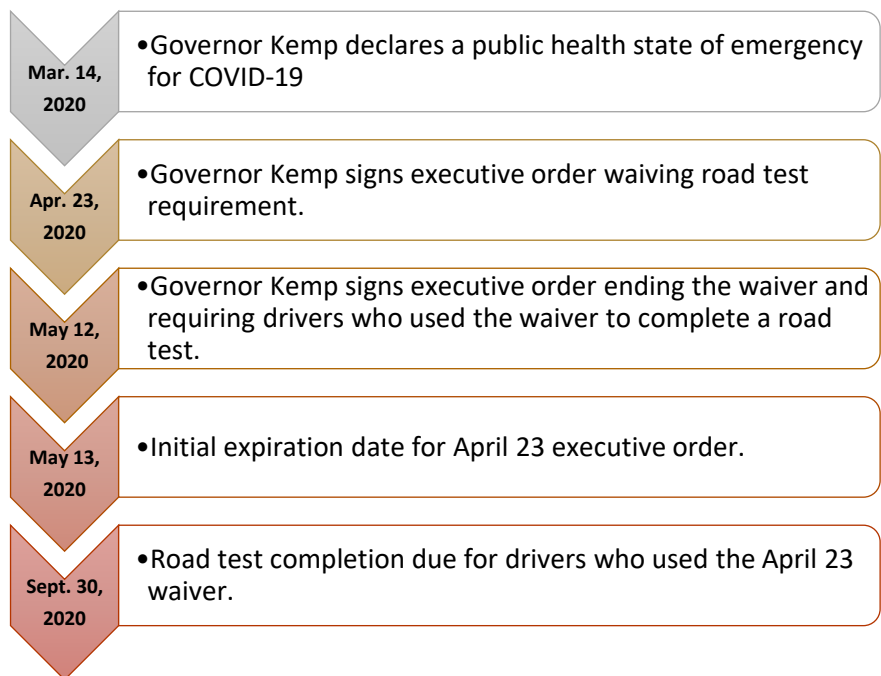 Mar. 14,
2020
•Governor Kemp declares a public health state of emergency
for COVID-19
Apr. 23,
2020
•Governor Kemp signs executive order waiving road test
requirement.
May 12,
2020
•Governor Kemp signs executive order ending the waiver and
requiring drivers who used the waiver to complete a road
test.
May 13,
2020
•Initial expiration date for April 23 executive order.
Sept. 30,
2020
•Road test completion due for drivers who used the April 23
waiver.